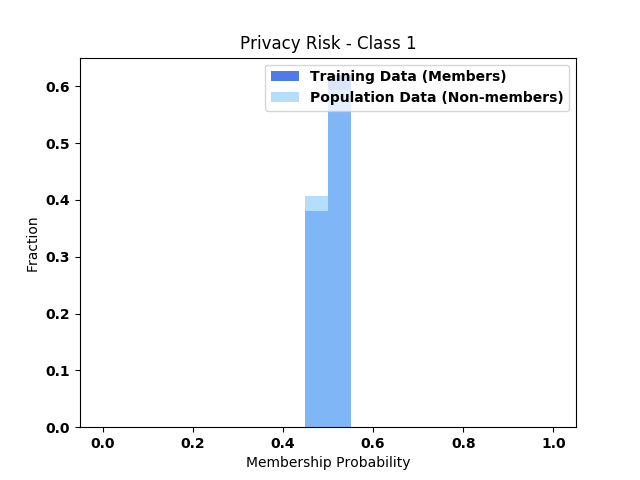 Privacy Risk - Class 1
Training Data (Members)
Population Data (Non-members)
Fraction
0.6
0.5
0.4
0.3
0.2
0.1
0.0
0.0 0.2 0.4 0.6 0.8 1.0
Membership Probability